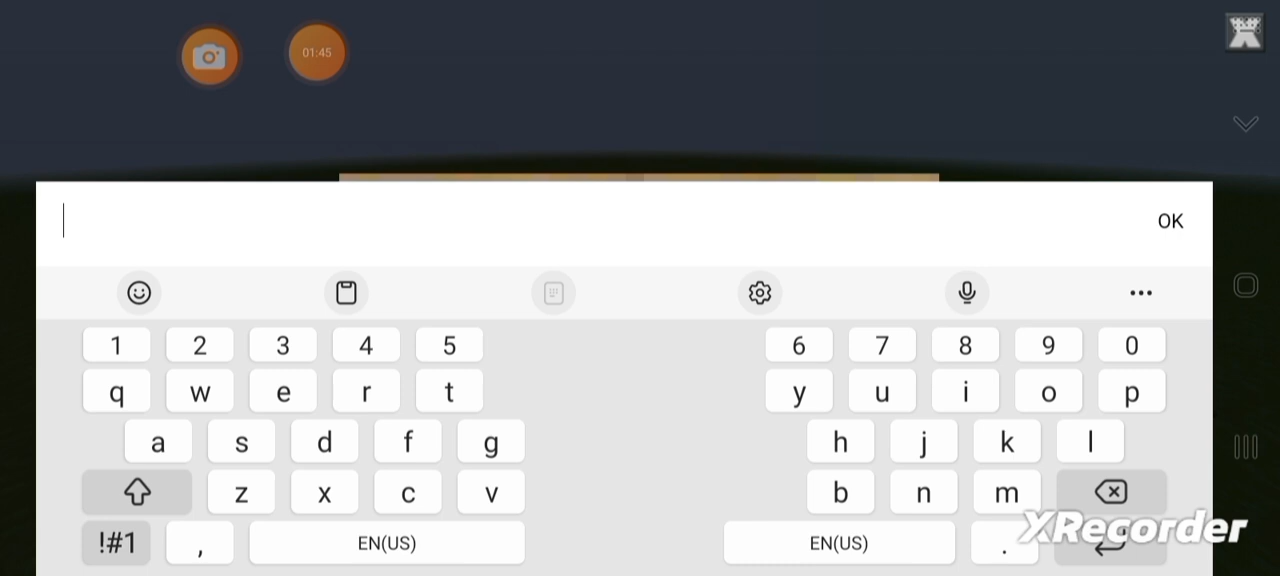 01:45
OK
1 2 3 4 5 6 7 8 9 0
q w e r t y u i o p
a s d f g h j k l
z x c v b n m
!#1 , EN(US) EN(US) .
XRecorder